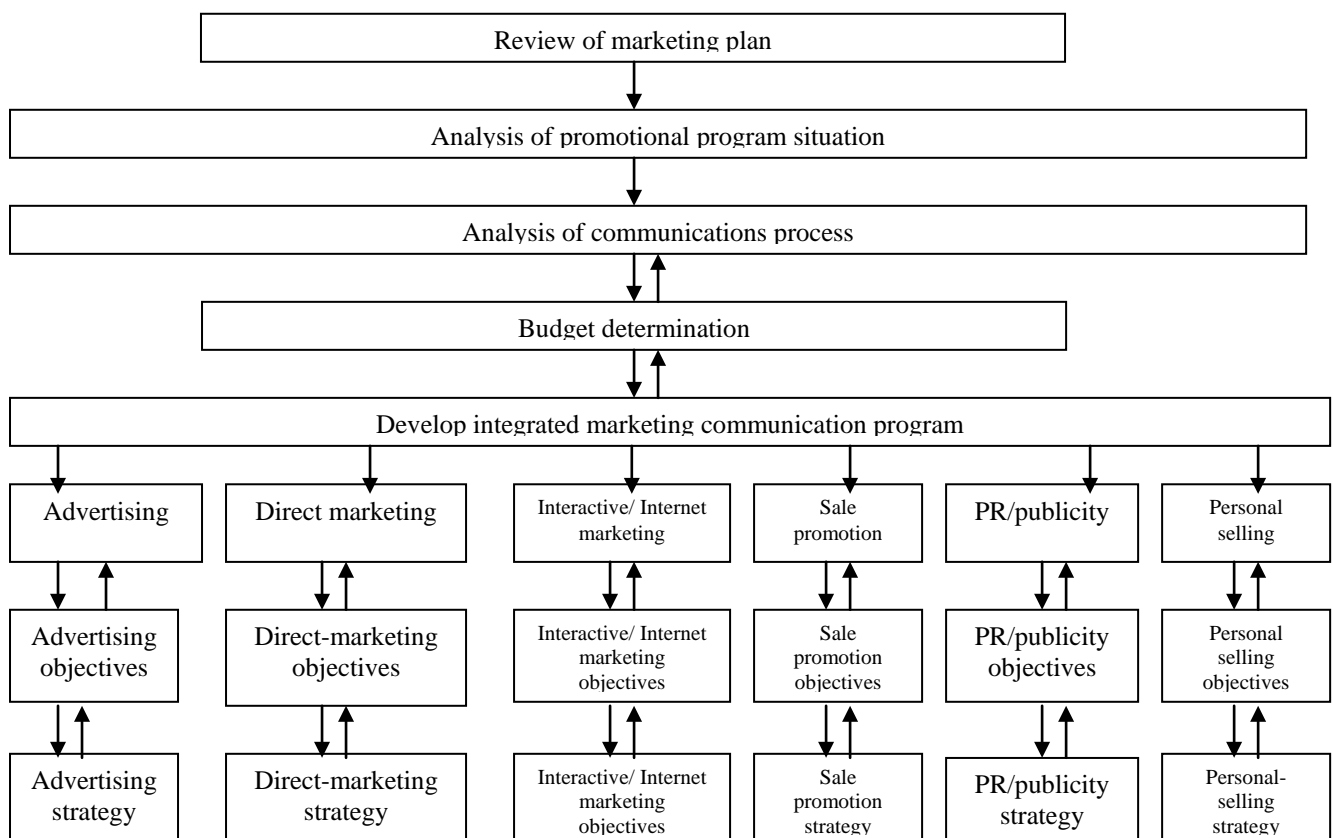 Review of marketing plan
Analysis of promotional program situation
Analysis of communications process
Budget determination
Develop integrated marketing communication program
Advertising
Direct marketing
Interactive/ Internet
marketing
Sale
promotion
PR/publicity
Personal
selling
Advertising
objectives
Direct-marketing
objectives
Interactive/ Internet
marketing
objectives
Sale
promotion
objectives
PR/publicity
objectives
Personal
selling
objectives
Advertising
strategy
Direct-marketing
strategy
Interactive/ Internet
marketing
objectives
Sale
promotion
strategy
PR/publicity
strategy
Personal-
selling
strategy